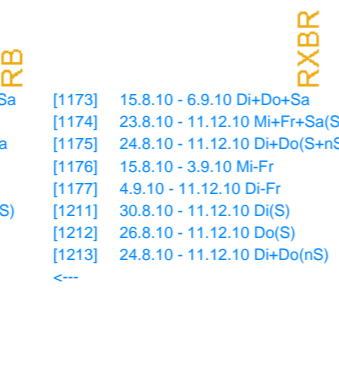 RB
RXBR
Sa [1173] 15.8.10 - 6.9.10 Di+Do+Sa
[1174] 23.8.10 - 11.12.10 Mi+Fr+Sa(S
a [1175] 24.8.10 - 11.12.10 Di+Do(S+nS
[1176] 15.8.10 - 3.9.10 Mi-Fr
[1177] 4.9.10 - 11.12.10 Di-Fr
S) [1211] 30.8.10 - 11.12.10 Di(S)
[1212] 26.8.10 - 11.12.10 Do(S)
[1213] 24.8.10 - 11.12.10 Di+Do(nS)
<---